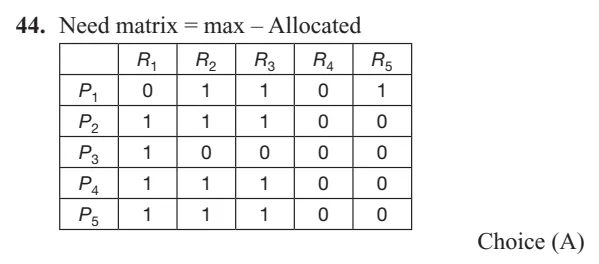 44. Need matrix = max – Allocated
R1 R2 R3 R4 R5
P1 0 1 1 0 1
P2 1 1 1 0 0
P3 1 0 0 0 0
P4 1 1 1 0 0
P5 1 1 1 0 0
Choice (A)